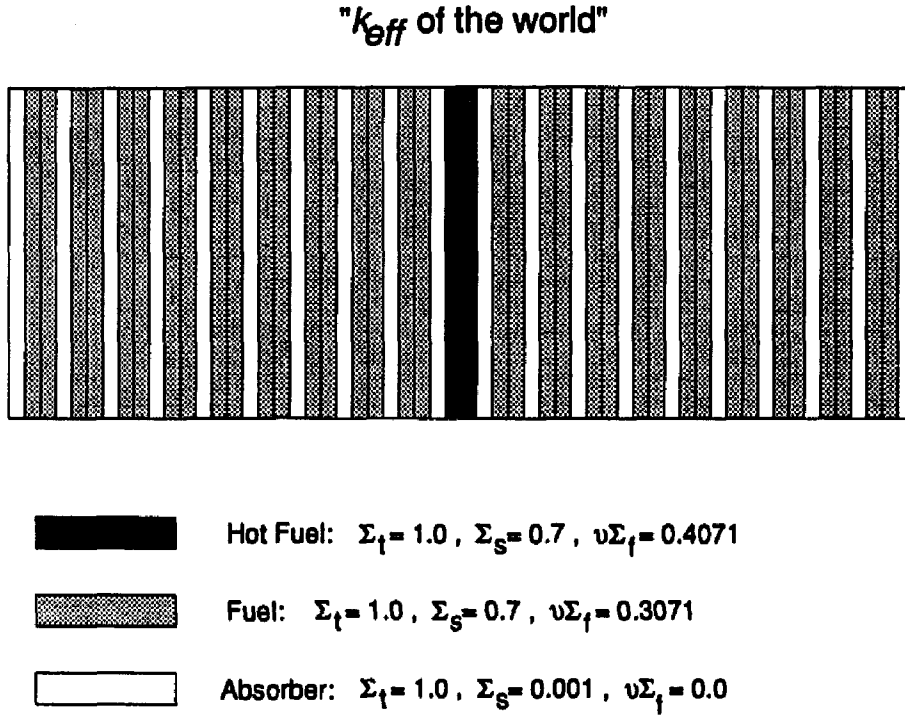 "keff of the world"
Hot Fuel: Σt= 1.0 , Σs= 0.7 , υΣf= 0.4071
Fuel: Σt= 1.0 , Σs= 0.7 , υΣf= 0.3071
Absorber: Σt= 1.0 , Σs= 0.001 , υΣf= 0.0